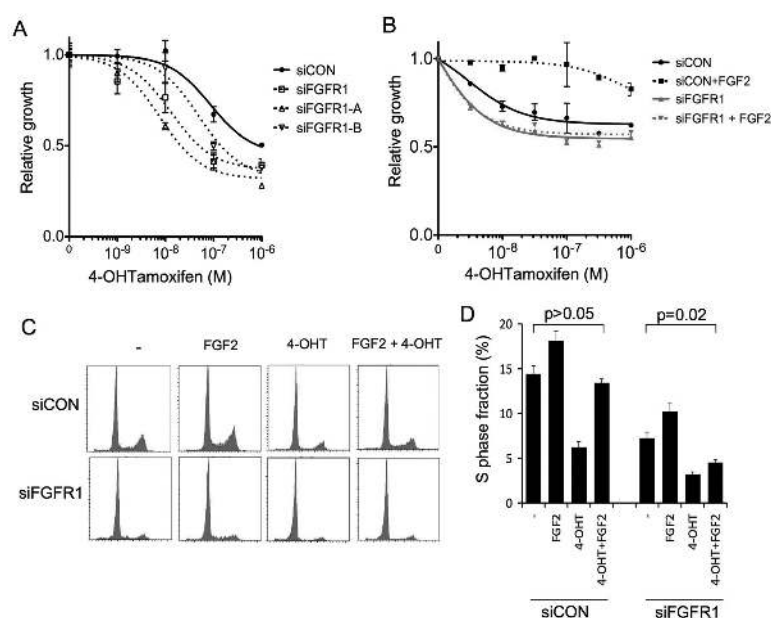 A
Relative growth
1.0
0.5
0.0
0
10-9
10-8
10-7
10-6
4-OHTamoxifen (M)
siCON
siFGFR1
siFGFR1-A
siFGFR1-B
B
Relative growth
1.0
0.5
0.0
0
10-8
10-7
10-6
4-OHTamoxifen (M)
siCON
siCON+FGF2
siFGFR1
siFGFR1 + FGF2
C
- FGF2 4-OHT FGF2 + 4-OHT
siCON
siFGFR1
D
p>0.05 p=0.02
S phase fraction (%)
20
15
10
5
0
-
FGF2
4-OHT
4-OHT+FGF2
-
FGF2
4-OHT
4-OHT+FGF2
siCON siFGFR1